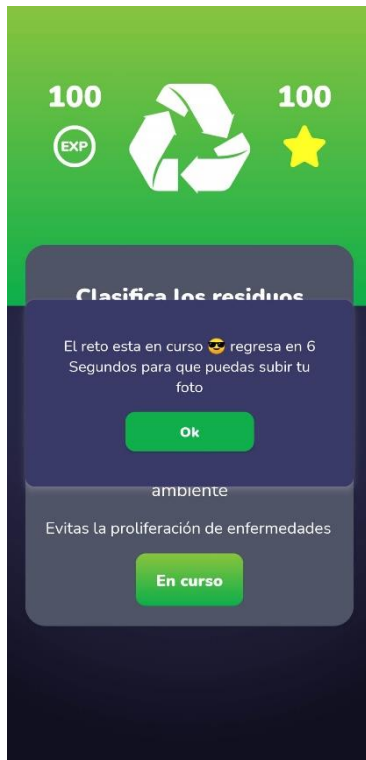 100
100
EXP
Clasifica los residuos
El reto esta en curso 😎 regresa en 6
Segundos para que puedas subir tu
foto
Ok
ambiente
Evitas la proliferación de enfermedades
En curso